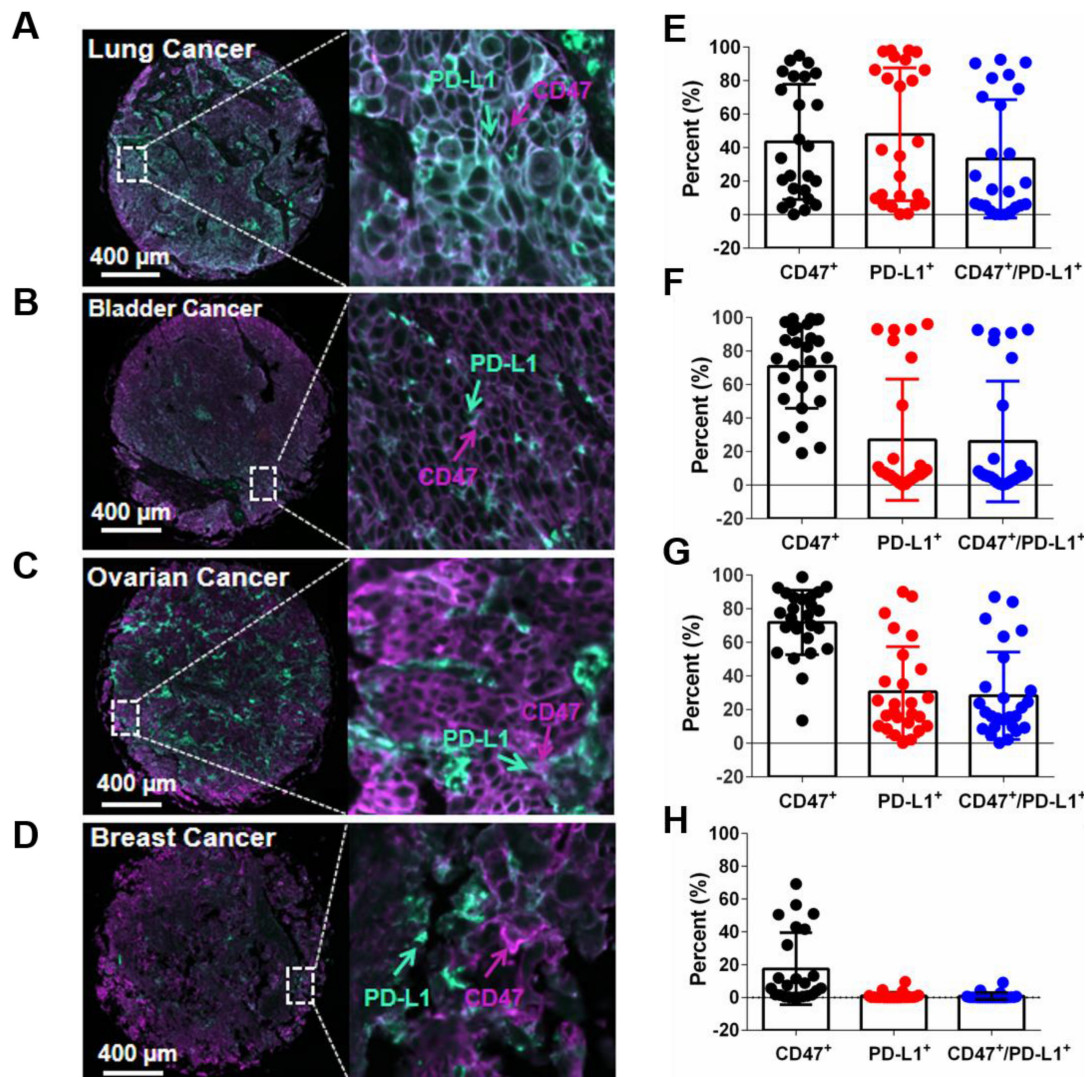 A
Lung Cancer
PD-L1
CD47
400 µm
B
Bladder Cancer
PD-L1
CD47
400 µm
C
Ovarian Cancer
CD47
PD-L1
400 µm
D
Breast Cancer
PD-L1
CD47
400 µm
E
Percent (%)
100
80
60
40
20
0
-20
CD47⁺ PD-L1⁺ CD47⁺/PD-L1⁺
F
Percent (%)
100
80
60
40
20
0
-20
CD47⁺ PD-L1⁺ CD47⁺/PD-L1⁺
G
Percent (%)
100
80
60
40
20
0
-20
CD47⁺ PD-L1⁺ CD47⁺/PD-L1⁺
H
Percent (%)
100
80
60
40
20
0
-20
CD47⁺ PD-L1⁺ CD47⁺/PD-L1⁺